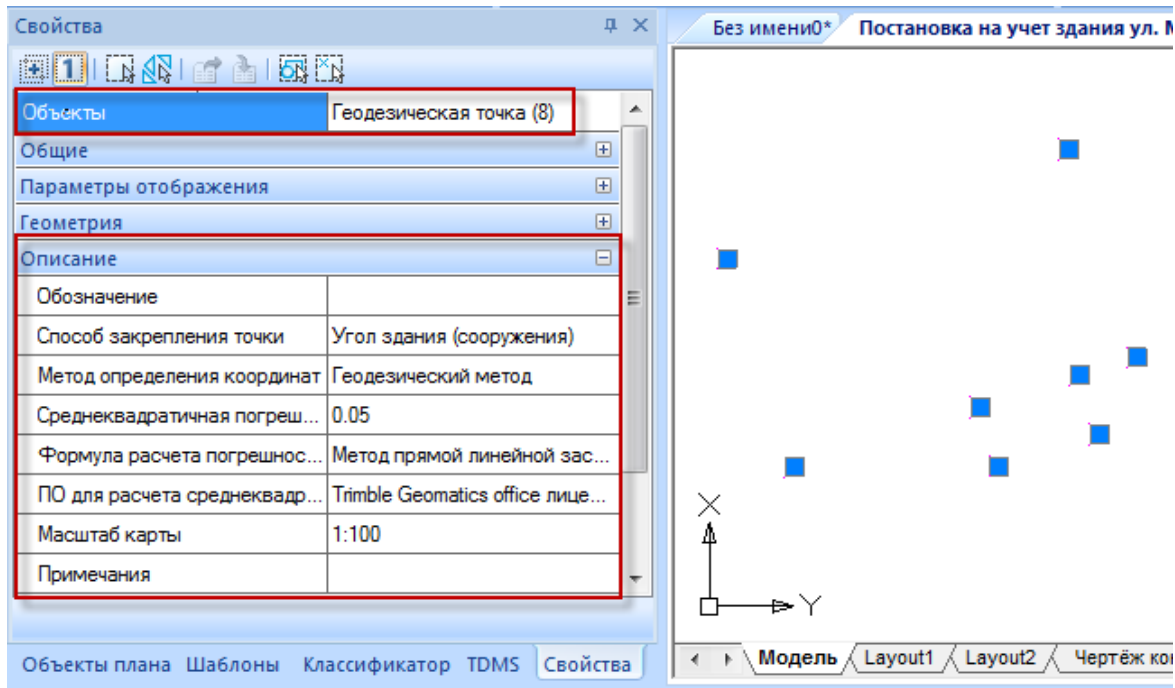 Свойства
Без имени0*
Постановка на учет здания ул.
1
Объекты Геодезическая точка (8)
Общие
Параметры отображения
Геометрия
Описание
Обозначение
Способ закрепления точки Угол здания (сооружения)
Метод определения координат Геодезический метод
Среднеквадратичная погреш... 0.05
Формула расчета погрешнос... Метод прямой линейной зас...
ПО для расчета среднеквадр... Trimble Geomatics office лице...
Масштаб карты 1:100
Примечания
X
Y
Объекты плана Шаблоны Классификатор TDMS Свойства
Модель Layout1 Layout2 Чертёж